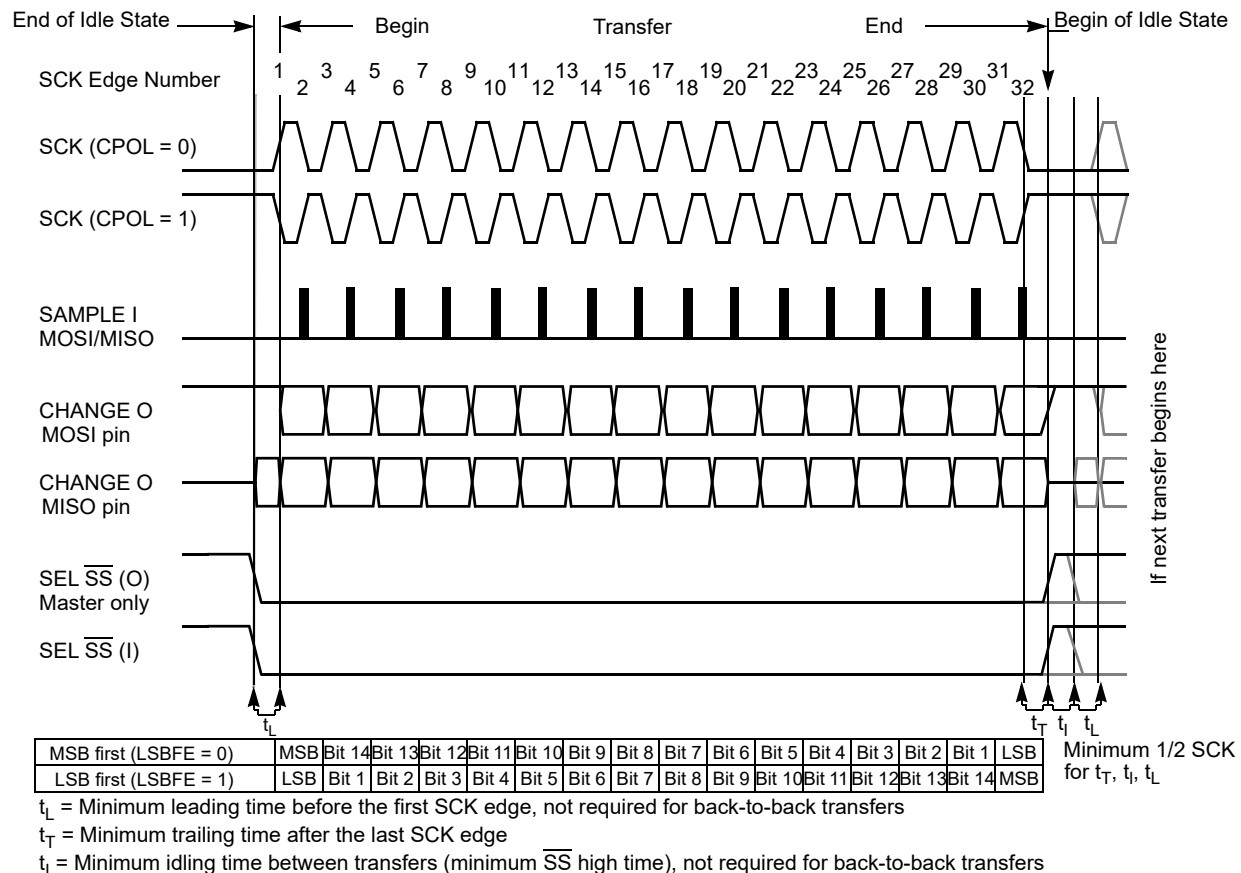 End of Idle State
Begin
Transfer
End
Begin of Idle State
SCK Edge Number
1 2 3 4 5 6 7 8 9 10 11 12 13 14 15 16 17 18 19 20 21 22 23 24 25 26 27 28 29 30 31 32
SCK (CPOL = 0)
SCK (CPOL = 1)
SAMPLE I
MOSI/MISO
CHANGE O
MOSI pin
CHANGE O
MISO pin
SEL SS (O)
Master only
SEL SS (I)
If next transfer begins here
tL
tT tI tL
MSB first (LSBFE = 0) MSB Bit 14 Bit 13 Bit 12 Bit 11 Bit 10 Bit 9 Bit 8 Bit 7 Bit 6 Bit 5 Bit 4 Bit 3 Bit 2 Bit 1 LSB
LSB first (LSBFE = 1) LSB Bit 1 Bit 2 Bit 3 Bit 4 Bit 5 Bit 6 Bit 7 Bit 8 Bit 9 Bit 10 Bit 11 Bit 12 Bit 13 Bit 14 MSB
Minimum 1/2 SCK
for tT, tI, tL
tL = Minimum leading time before the first SCK edge, not required for back-to-back transfers
tT = Minimum trailing time after the last SCK edge
tI = Minimum idling time between transfers (minimum SS high time), not required for back-to-back transfers